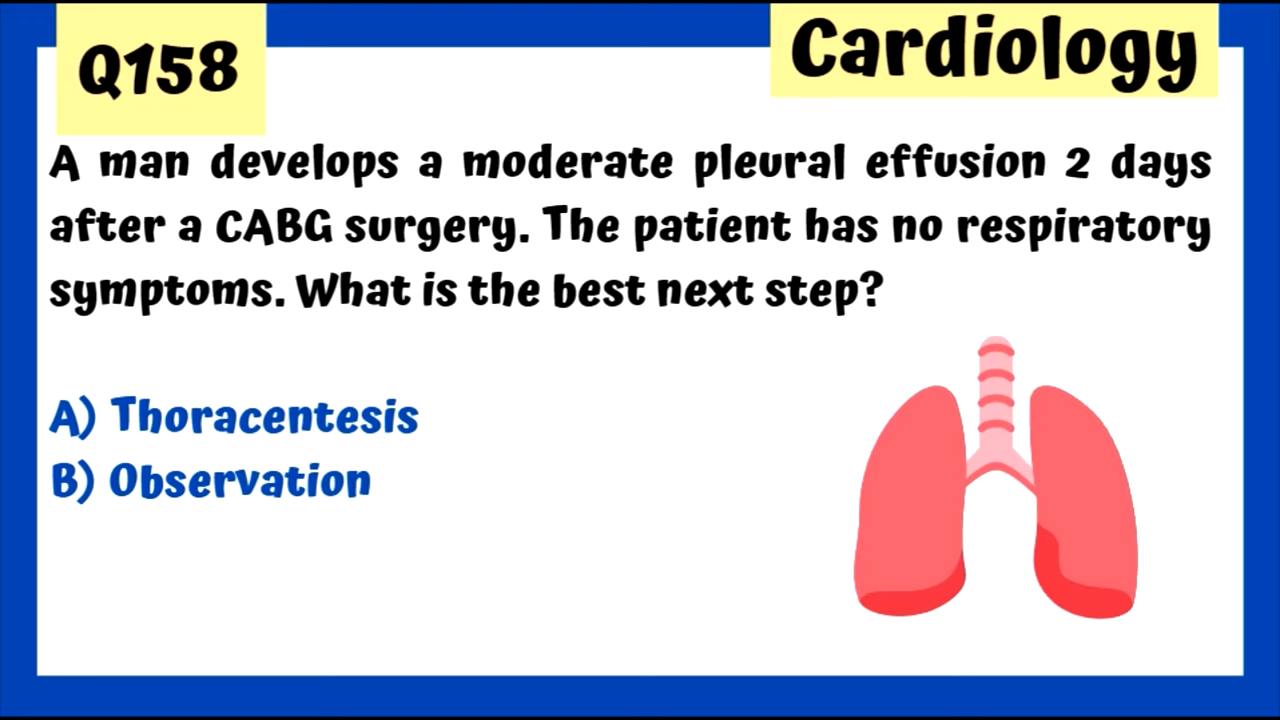 Q158
Cardiology
A man develops a moderate pleural effusion 2 days
after a CABG surgery. The patient has no respiratory
symptoms. What is the best next step?
A) Thoracentesis
B) Observation